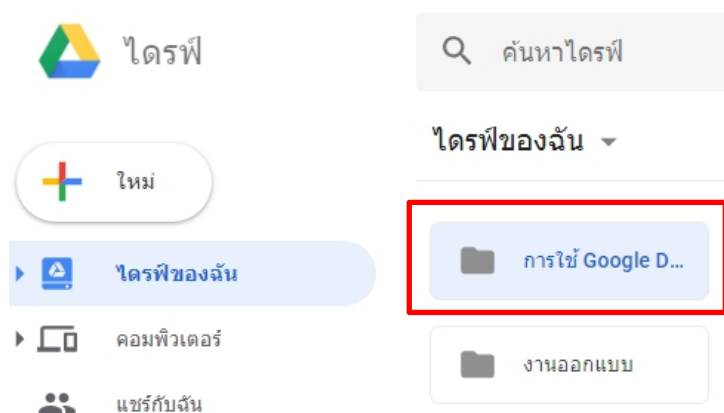 ไดรฟ์
ค้นหาไดรฟ์
ไดรฟ์ของฉัน
ใหม่
ไดรฟ์ของฉัน
การใช้ Google D...
คอมพิวเตอร์
งานออกแบบ
แชร์กับฉัน